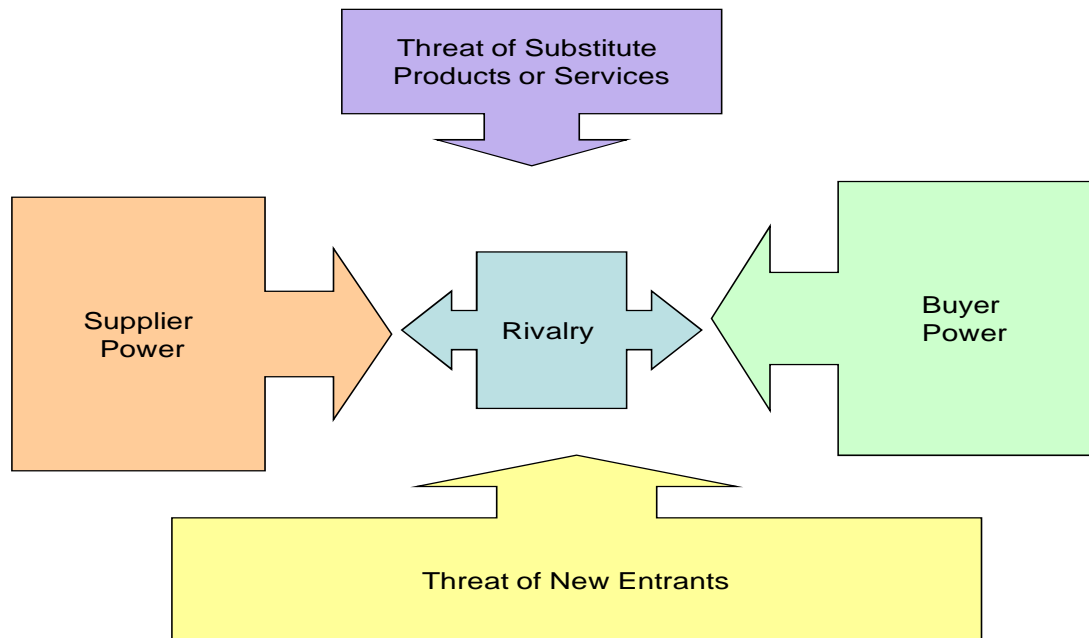 Threat of Substitute
Products or Services
Supplier
Power
Rivalry
Buyer
Power
Threat of New Entrants